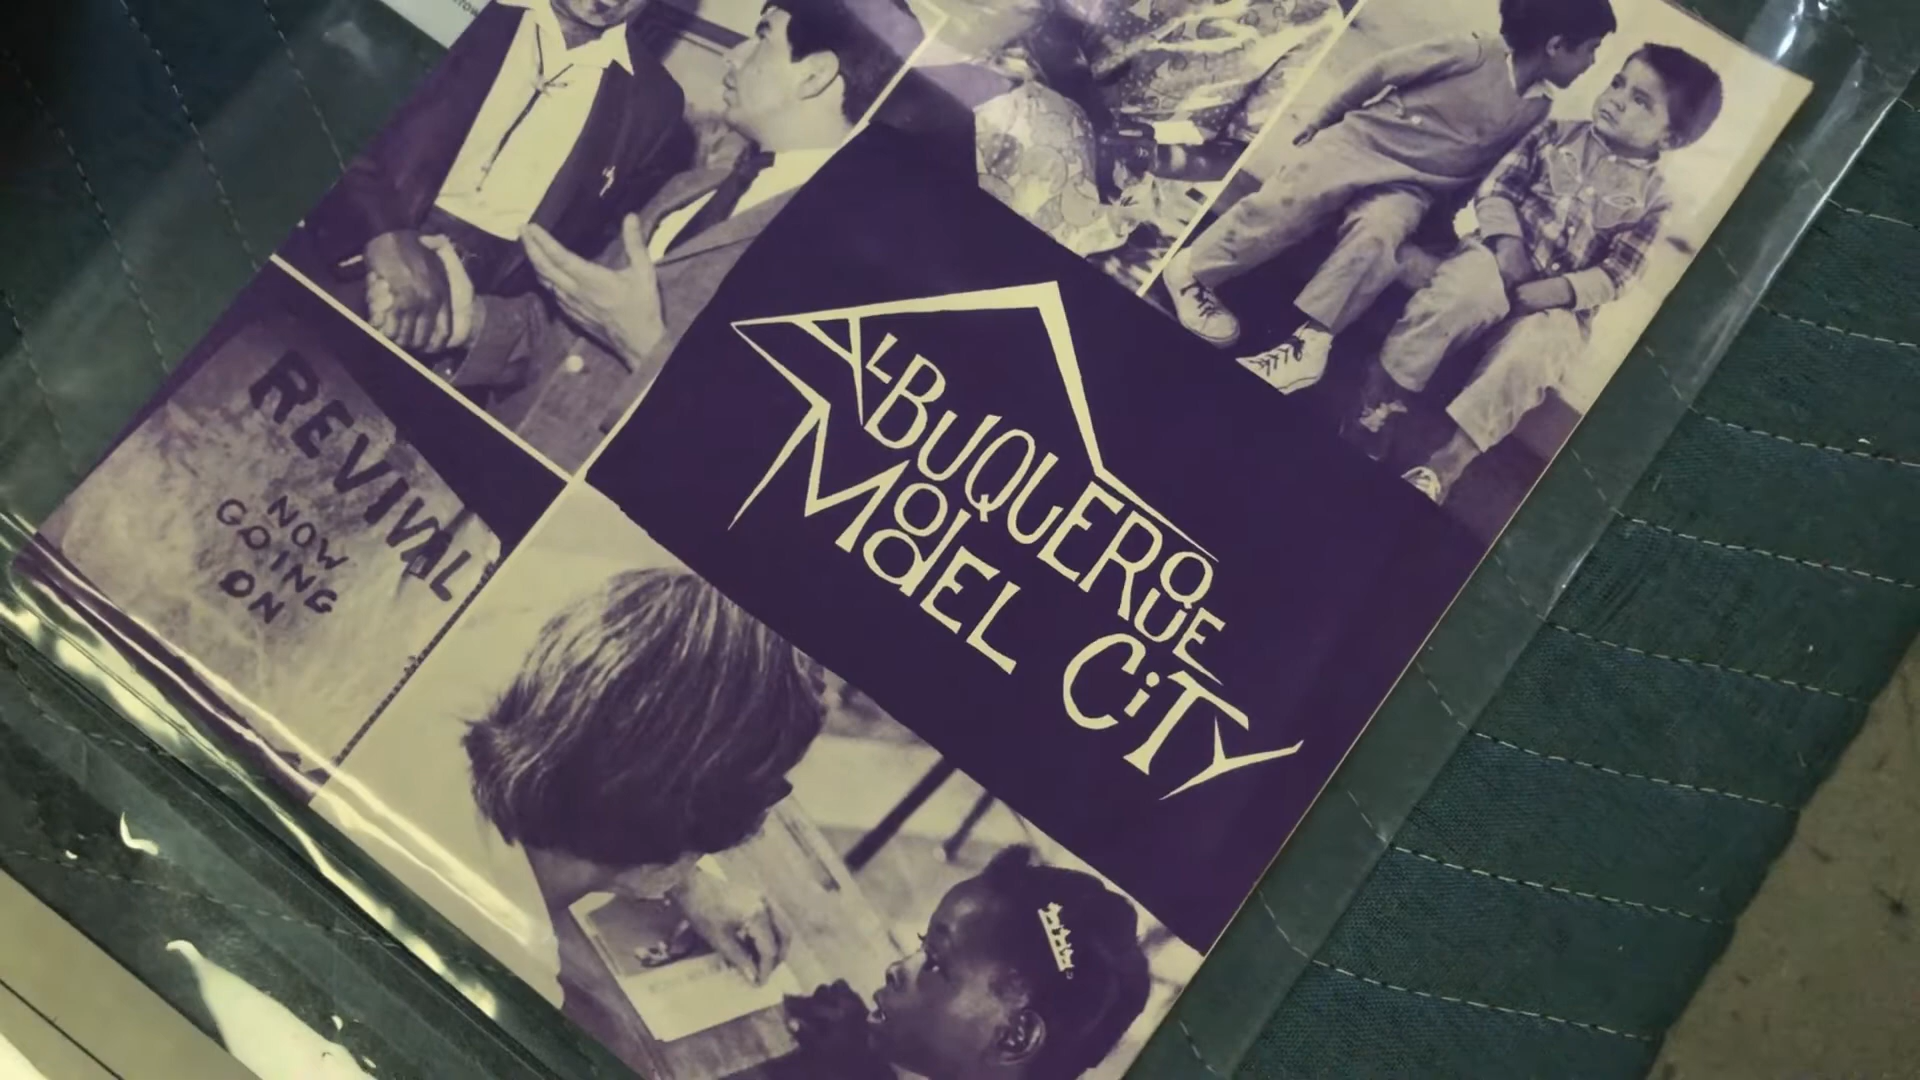 ALBUQUERQUE
MODEL CITY
REVIVAL
NOW
GOING
ON